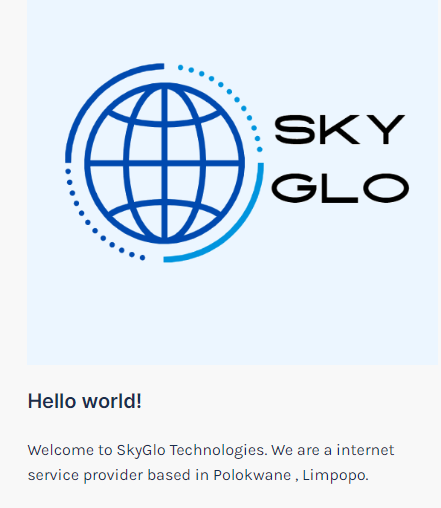 SKY
GLO
Hello world!
Welcome to SkyGlo Technologies. We are a internet
service provider based in Polokwane , Limpopo.